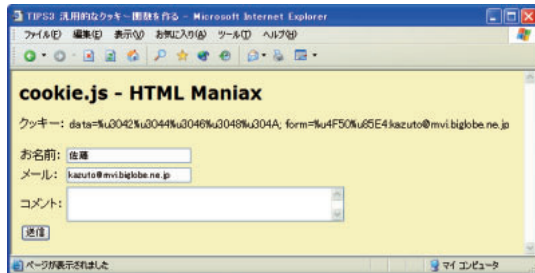 TIPS3 汎用的なクッキー関数を作る - Microsoft Internet Explorer
ファイル(F) 編集(E) 表示(V) お気に入り(A) ツール(T) ヘルプ(H)
cookie.js - HTML Maniax
クッキー: data=%u3042%u3044%u3046%u3048%u304A; form=%u4F50%u85E4:kazuto@mvi.biglobe.ne.jp
お名前: 佐藤
メール: kazuto@mvi.biglobe.ne.jp
コメント:
送信
ページが表示されました マイ コンピュータ